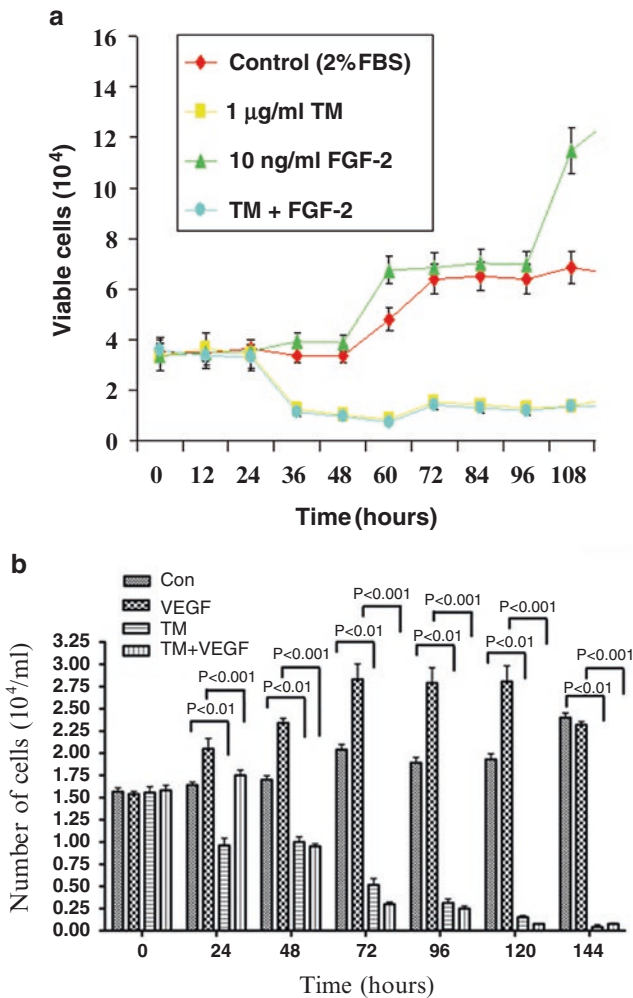 a
16
14
12
10
8
6
4
2
0
Viable cells (10⁴)
Control (2% FBS)
1 μg/ml TM
10 ng/ml FGF-2
TM + FGF-2
0 12 24 36 48 60 72 84 96 108
Time (hours)
b
Con
VEGF
TM
TM+VEGF
3.25
3.00
2.75
2.50
2.25
2.00
1.75
1.50
1.25
1.00
0.75
0.50
0.25
0.00
Number of cells (10⁴/ml)
P<0.01
P<0.001
P<0.01
P<0.001
P<0.01
P<0.001
P<0.01
P<0.001
P<0.01
P<0.001
P<0.01
P<0.001
0 24 48 72 96 120 144
Time (hours)